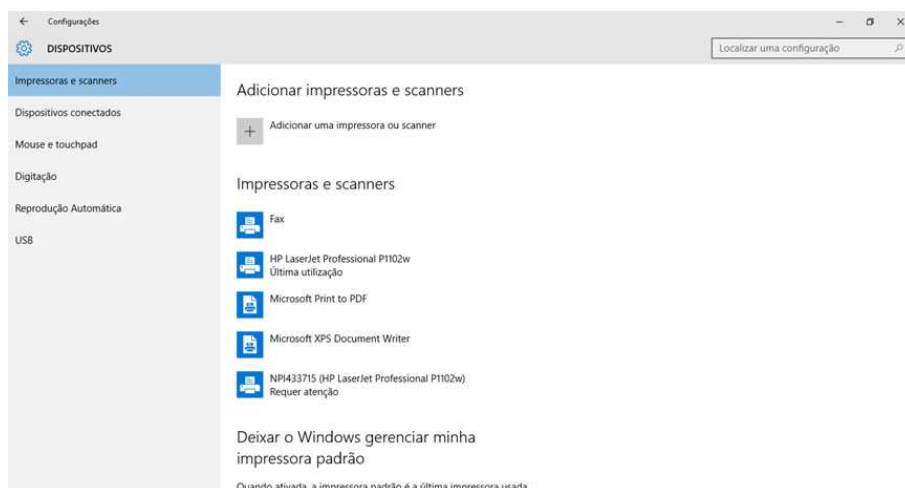 Configurações
DISPOSITIVOS
Localizar uma configuração
Impressoras e scanners
Dispositivos conectados
Mouse e touchpad
Digitação
Reprodução Automática
USB
Adicionar impressoras e scanners
Adicionar uma impressora ou scanner
Impressoras e scanners
Fax
HP LaserJet Professional P1102w
Última utilização
Microsoft Print to PDF
Microsoft XPS Document Writer
NPI433715 (HP LaserJet Professional P1102w)
Requer atenção
Deixar o Windows gerenciar minha
impressora padrão
Quando ativada, a impressora padrão é a última impressora usada